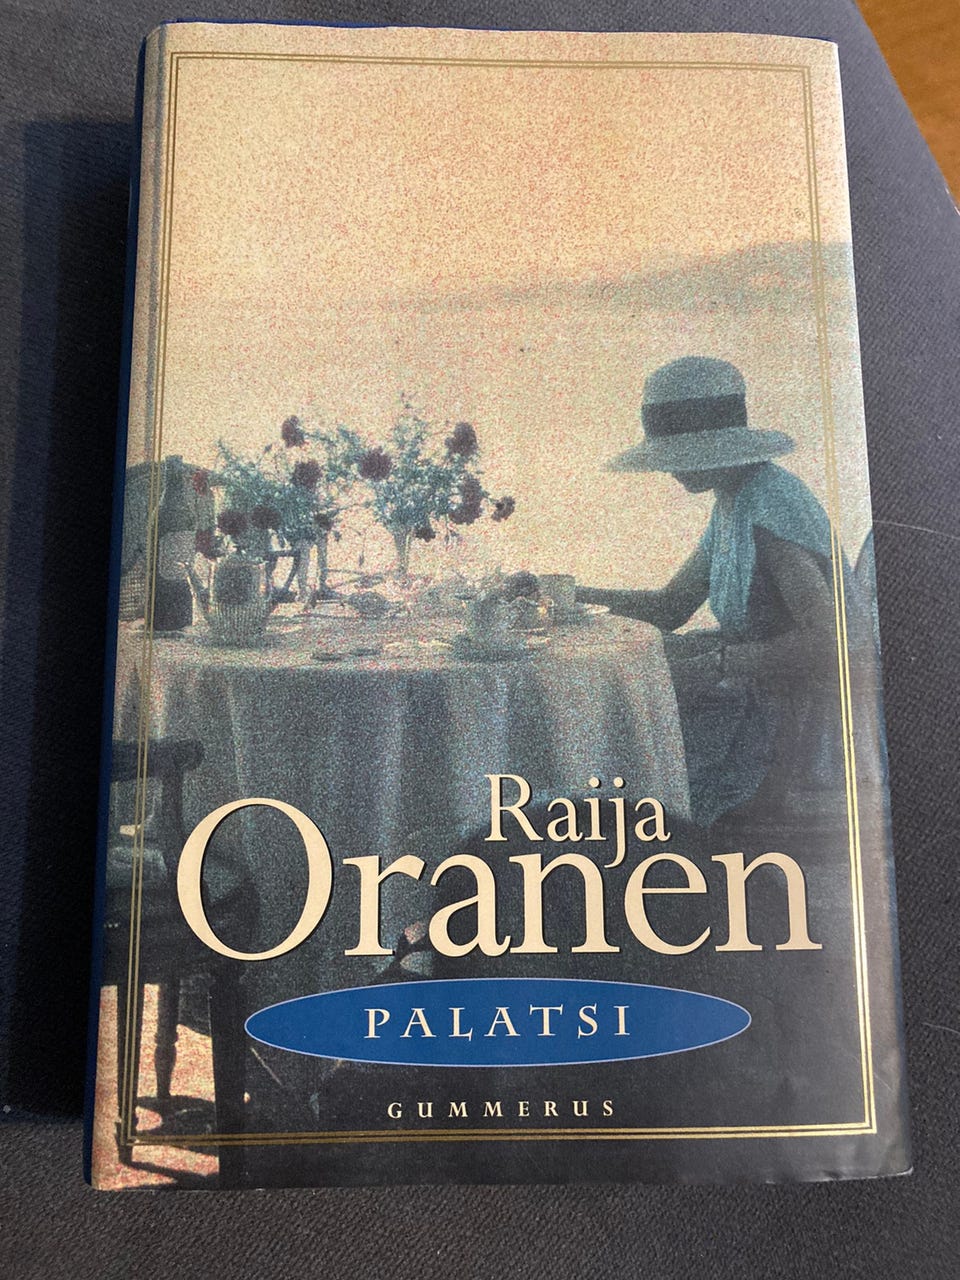 Raija
Oranen
PALATSI
GUMMERUS